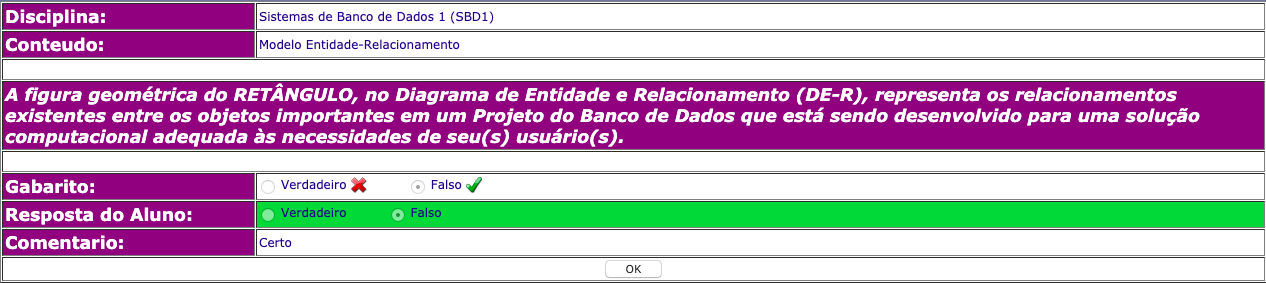 Disciplina: Sistemas de Banco de Dados 1 (SBD1)
Conteudo: Modelo Entidade-Relacionamento
A figura geométrica do RETÂNGULO, no Diagrama de Entidade e Relacionamento (DE-R), representa os relacionamentos
existentes entre os objetos importantes em um Projeto do Banco de Dados que está sendo desenvolvido para uma solução
computacional adequada às necessidades de seu(s) usuário(s).
Gabarito: Verdadeiro Falso
Resposta do Aluno: Verdadeiro Falso
Comentario: Certo
OK